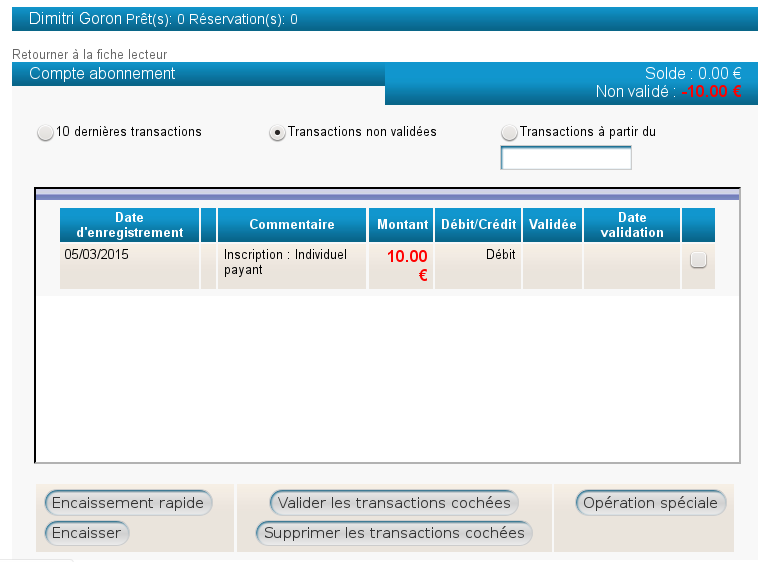 Dimitri Goron Prêt(s): 0 Réservation(s): 0
Retourner à la fiche lecteur
Compte abonnement
Solde : 0.00 €
Non validé : -10.00 €
10 dernières transactions
Transactions non validées
Transactions à partir du
Date d'enregistrement
Commentaire
Montant
Débit/Crédit
Validée
Date validation
05/03/2015
Inscription : Individuel
payant
10.00
€
Débit
Encaissement rapide
Valider les transactions cochées
Opération spéciale
Encaisser
Supprimer les transactions cochées